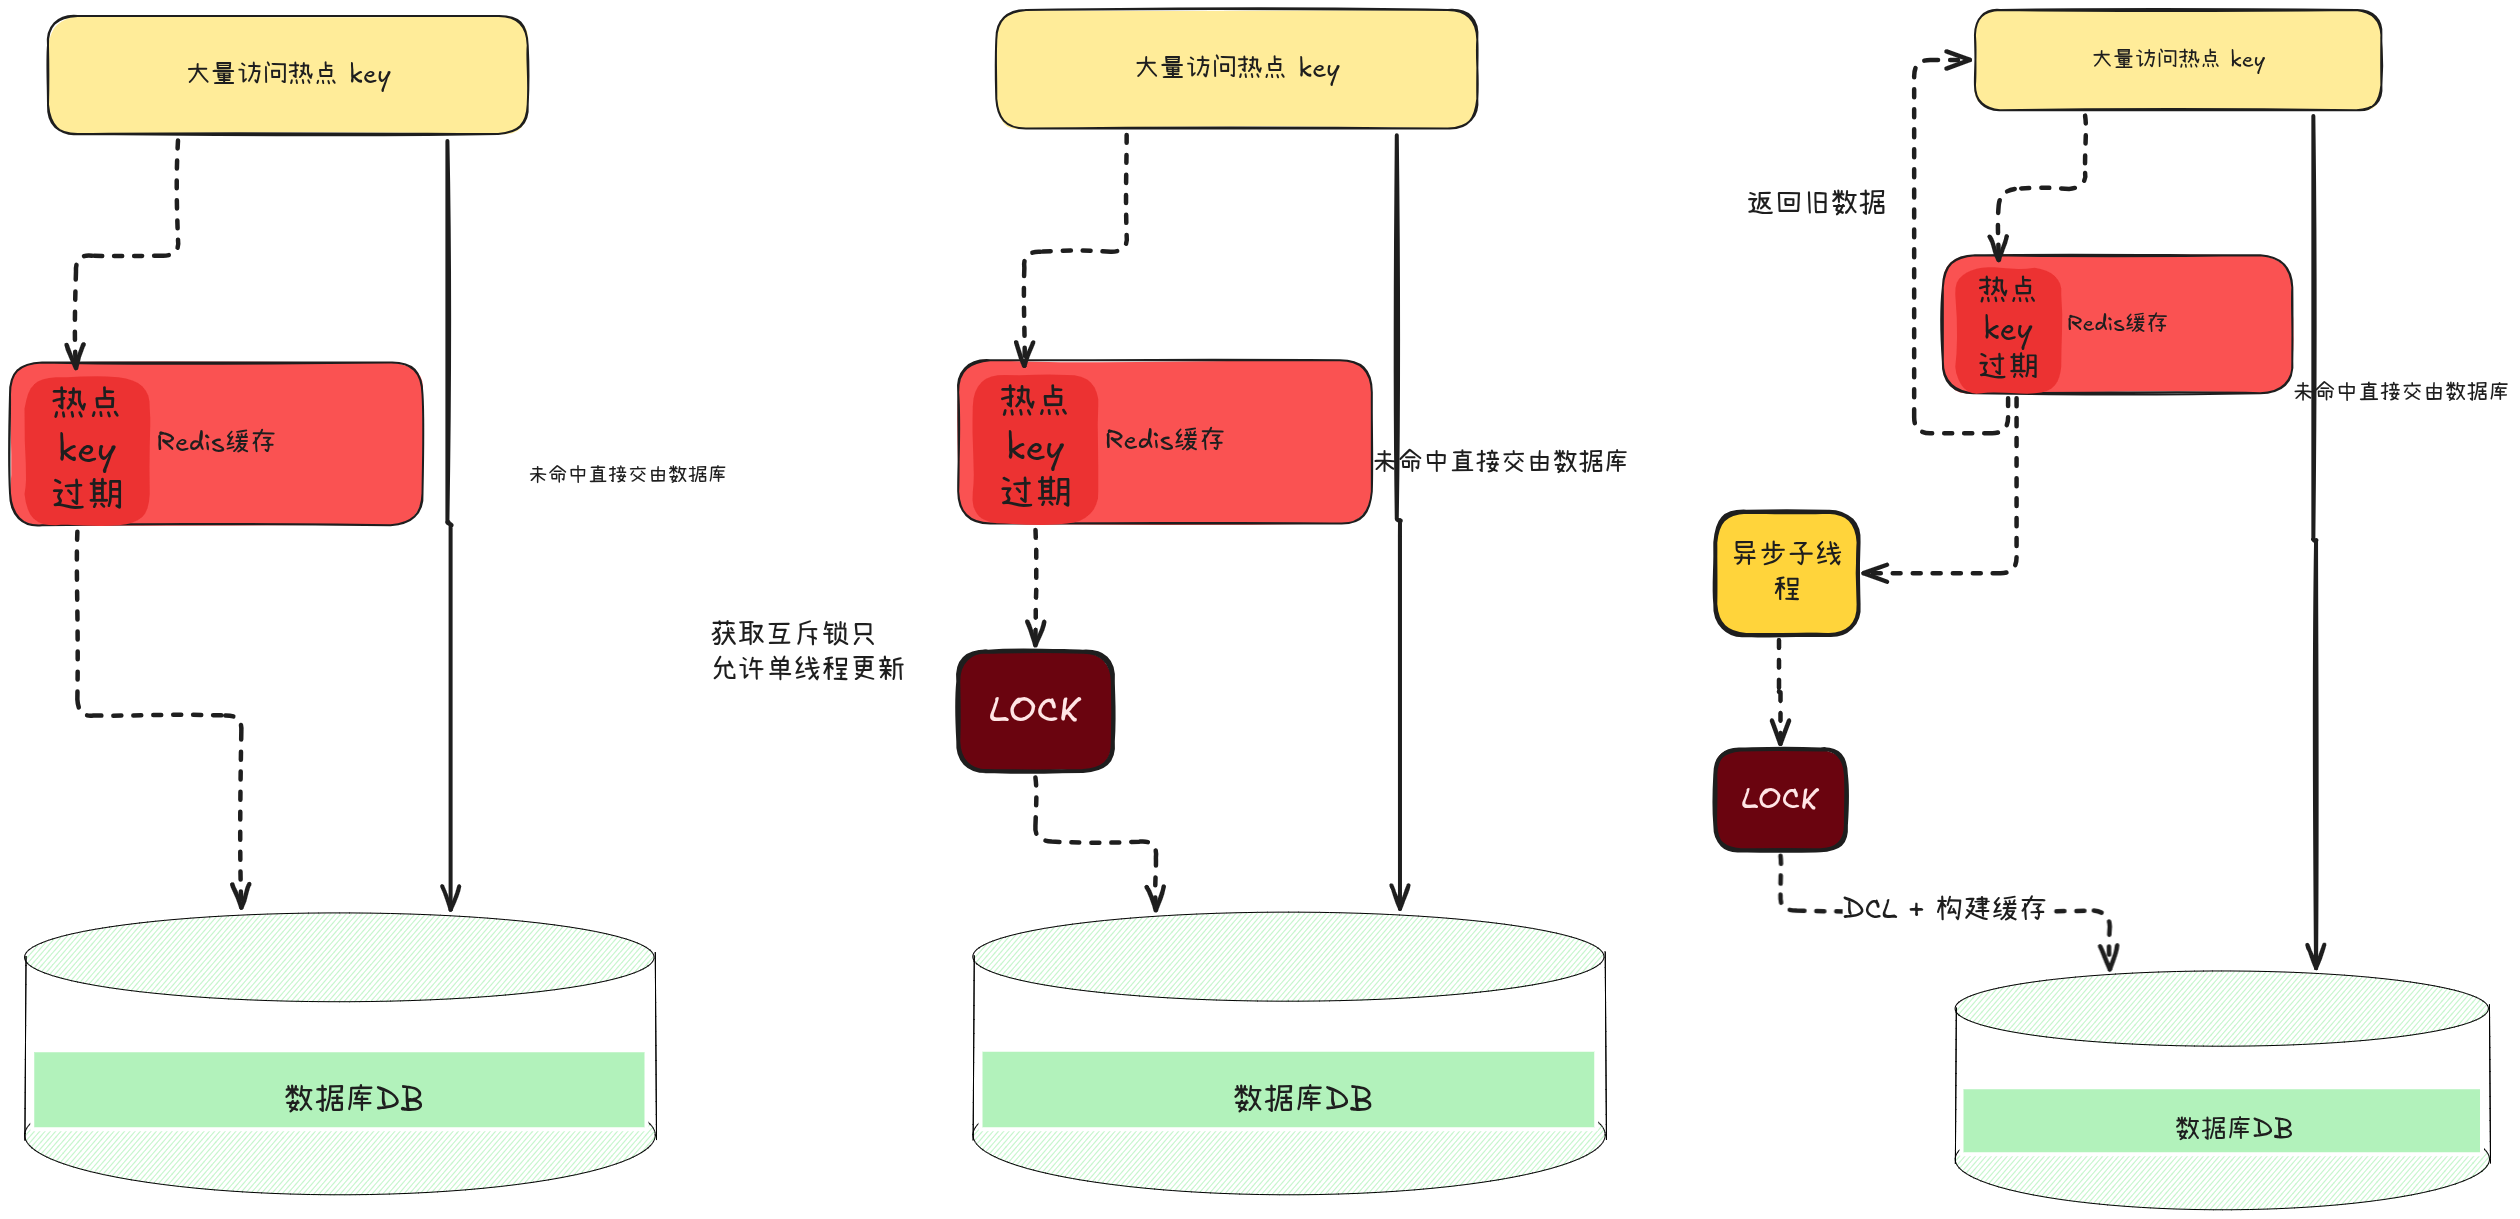 大量访问热点 key
热点
key
过期
Redis缓存
未命中直接交由数据库
数据库DB
大量访问热点 key
热点
key
过期
Redis缓存
未命中直接交由数据库
获取互斥锁只
允许单线程更新
LOCK
数据库DB
大量访问热点 key
返回旧数据
热点
key
过期
Redis缓存
未命中直接交由数据库
异步子线
程
LOCK
DCL + 构建缓存
数据库DB